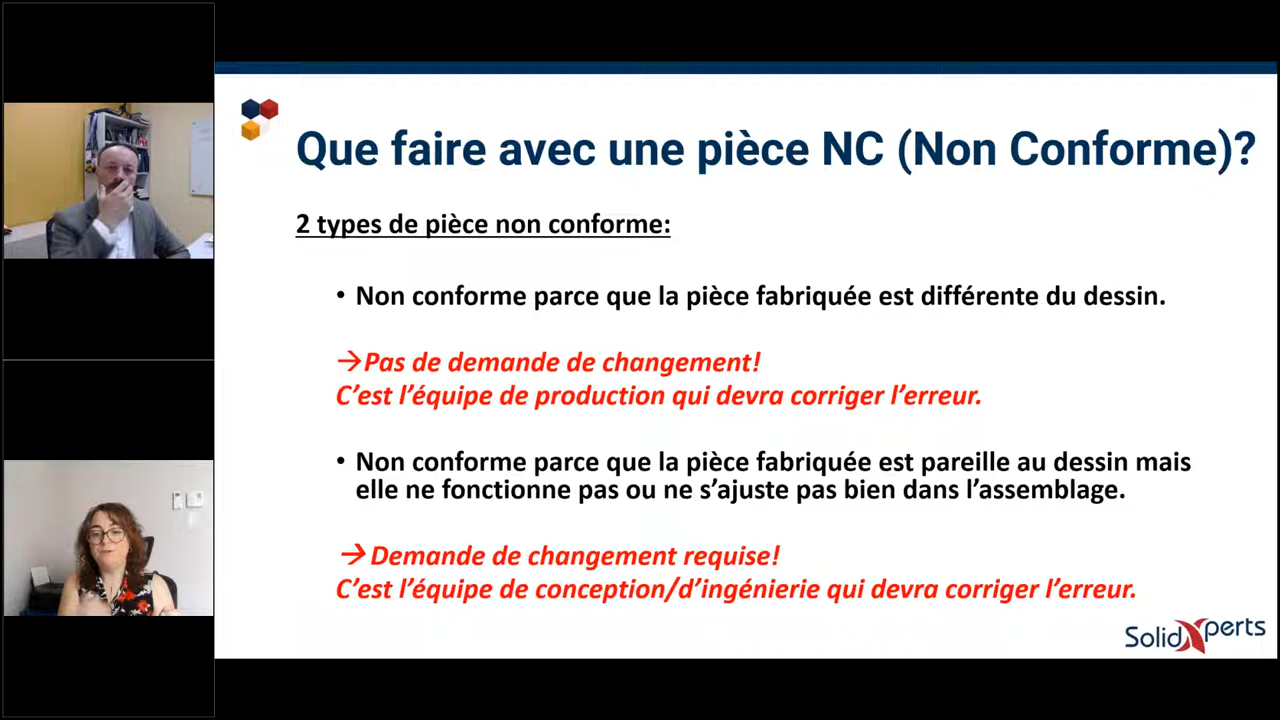 Que faire avec une pièce NC (Non Conforme)?
2 types de pièce non conforme:
• Non conforme parce que la pièce fabriquée est différente du dessin.
→Pas de demande de changement!
C’est l’équipe de production qui devra corriger l’erreur.
• Non conforme parce que la pièce fabriquée est pareille au dessin mais
elle ne fonctionne pas ou ne s’ajuste pas bien dans l’assemblage.
→ Demande de changement requise!
C’est l’équipe de conception/d’ingénierie qui devra corriger l’erreur.
SolidXperts